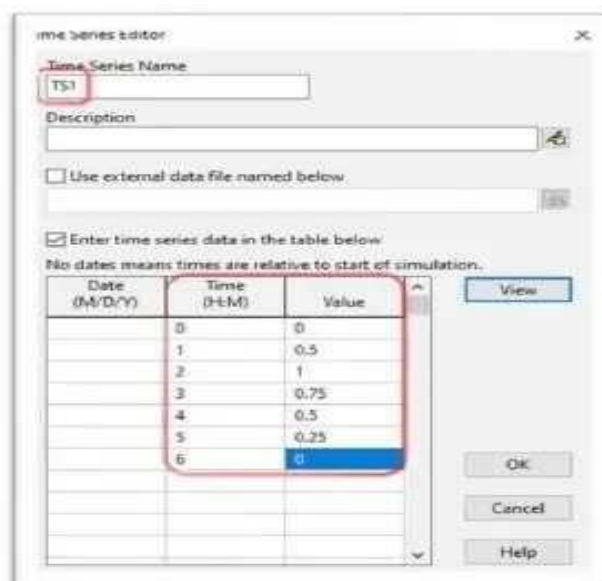 ime Series Editor
Time Series Name
TS1
Description
Use external data file named below
Enter time series data in the table below
No dates means times are relative to start of simulation.
Date (M/D/Y) Time (H:M) Value
View
0 0
1 0.5
2 1
3 0.75
4 0.5
5 0.25
6 0
OK
Cancel
Help